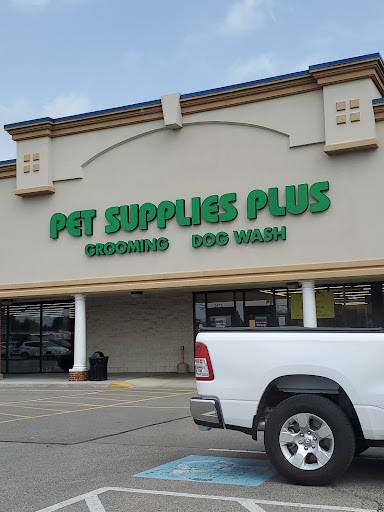 PET SUPPLIES PLUS
GROOMING DOG WASH